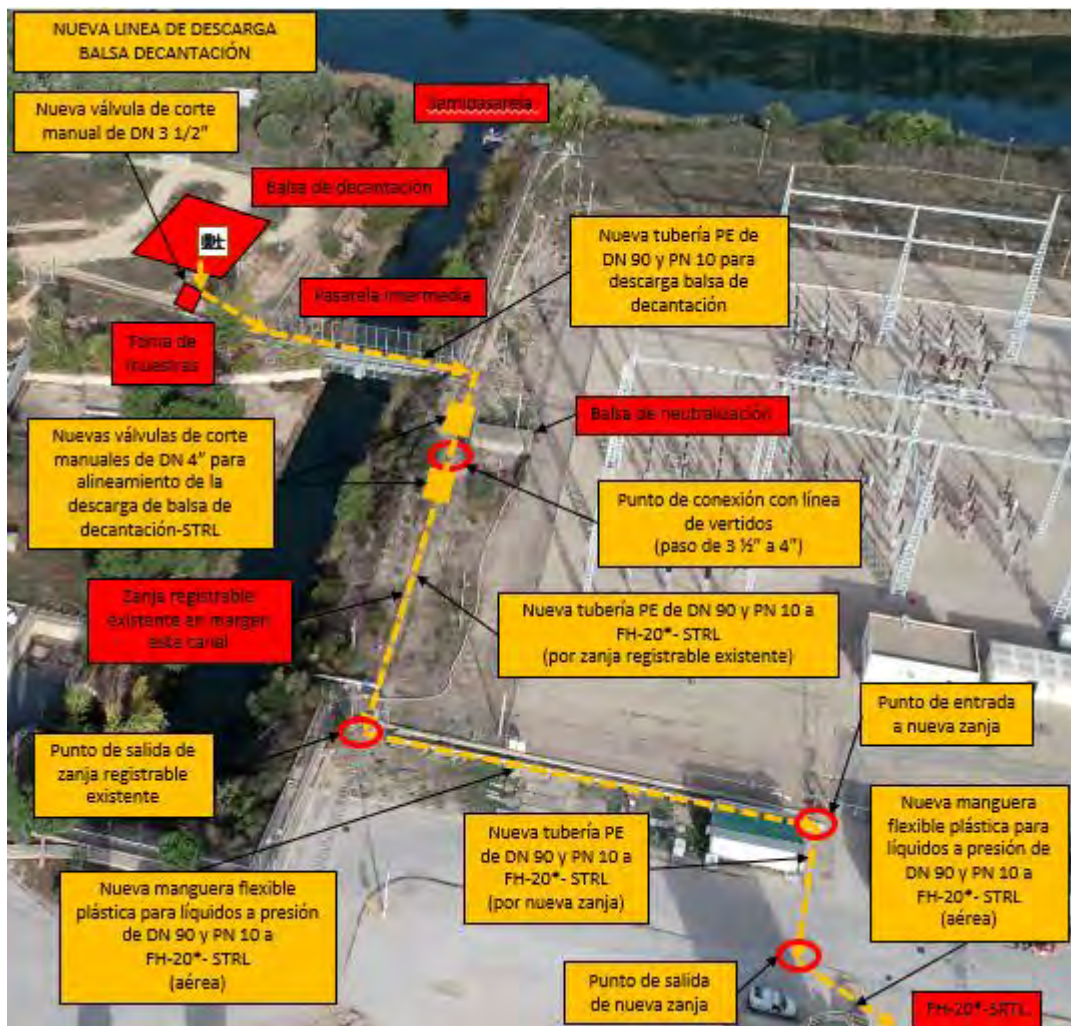 NUEVA LINEA DE DESCARGA
BALSA DECANTACIÓN
Nueva válvula de corte
manual de DN 3 1/2"
Semipasarela
Balsa de decantación
Nueva tubería PE de
DN 90 y PN 10 para
descarga balsa de
decantación
Pasarela intermedia
Toma de
muestras
Balsa de neutralización
Nuevas válvulas de corte
manuales de DN 4" para
alineamiento de la
descarga de balsa de
decantación-STRL
Punto de conexión con línea
de vertidos
(paso de 3 ½" a 4")
Zanja registrable
existente en margen
este canal
Nueva tubería PE de DN 90 y PN 10 a
FH-20*- STRL
(por zanja registrable existente)
Punto de entrada
a nueva zanja
Punto de salida de
zanja registrable
existente
Nueva manguera
flexible plástica para
líquidos a presión de
DN 90 y PN 10 a
FH-20*- STRL
(aérea)
Nueva tubería PE
de DN 90 y PN 10 a
FH-20*- STRL
(por nueva zanja)
Nueva manguera flexible
plástica para líquidos a presión
de DN 90 y PN 10 a
FH-20*- STRL
(aérea)
Punto de salida
de nueva zanja
FH-20*-SRTL